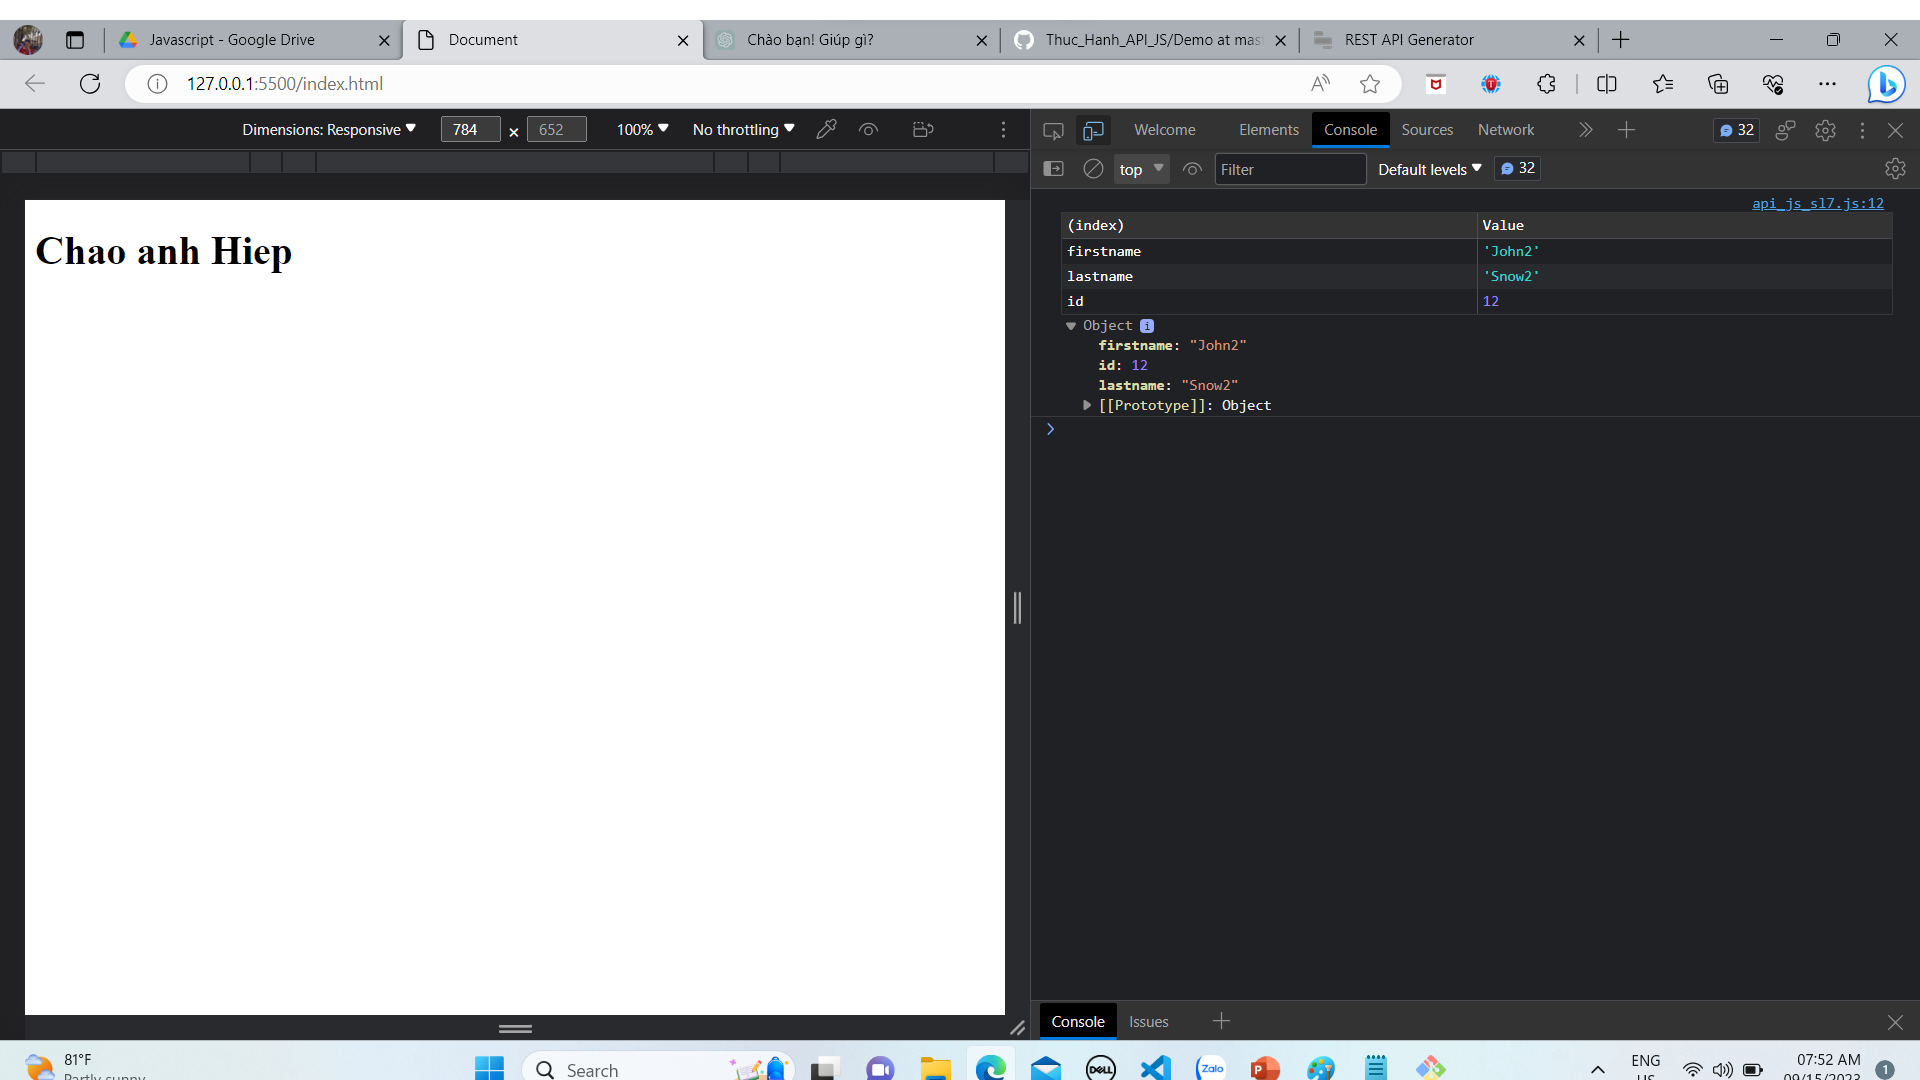 Javascript - Google Drive
Document
Chào bạn! Giúp gì?
Thuc_Hanh_API_JS/Demo at mast
REST API Generator
127.0.0.1:5500/index.html
Dimensions: Responsive
784 × 652
100%
No throttling
Welcome
Elements
Console
Sources
Network
32
top
Filter
Default levels
32
api_js_sl7.js:12
(index) Value
firstname 'John2'
lastname 'Snow2'
id 12
Object i
firstname: "John2"
id: 12
lastname: "Snow2"
[[Prototype]]: Object
Chao anh Hiep
Console
Issues
81°F
Partly sunny
Search
DELL
Zalo
ENG
US
07:52 AM
09/15/2023
1